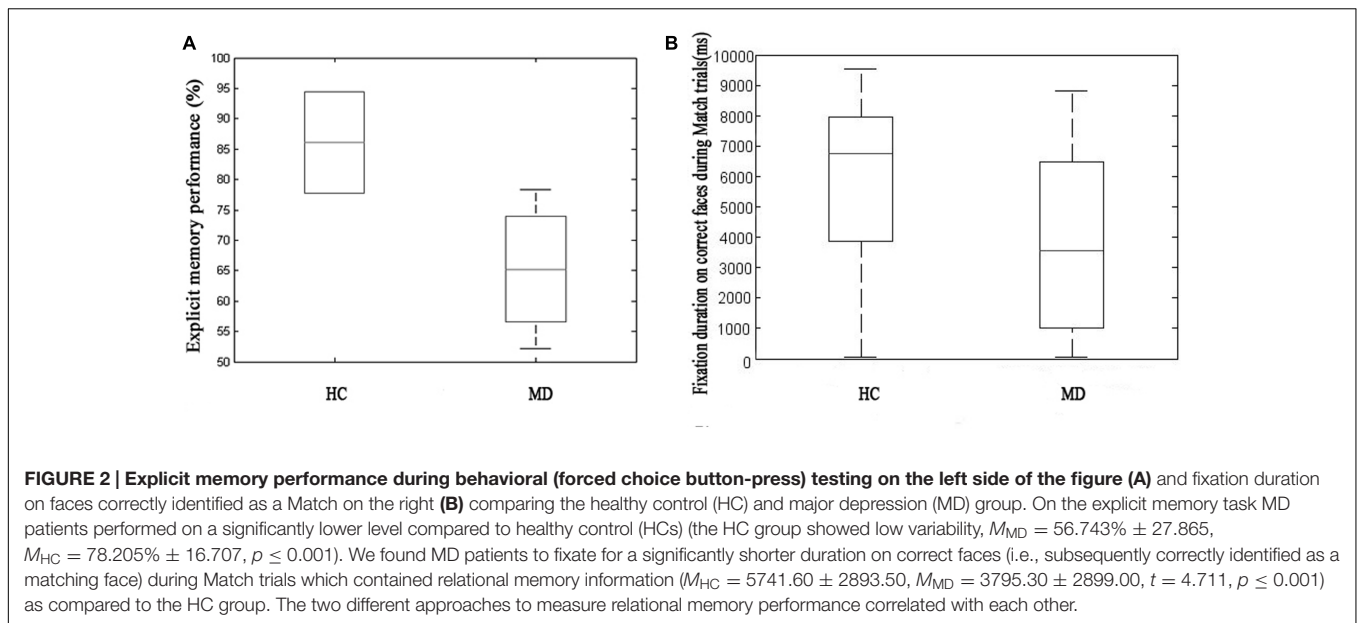 A
Explicit memory performance (%)
100
95
90
85
80
75
70
65
60
55
50
HC
MD
B
Fixation duration on correct faces during Match trials(ms)
10000
9000
8000
7000
6000
5000
4000
3000
2000
1000
0
HC
MD
FIGURE 2 | Explicit memory performance during behavioral (forced choice button-press) testing on the left side of the figure (A) and fixation duration
on faces correctly identified as a Match on the right (B) comparing the healthy control (HC) and major depression (MD) group. On the explicit memory task MD
patients performed on a significantly lower level compared to healthy control (HCs) (the HC group showed low variability, M_MD = 56.743% ± 27.865,
M_HC = 78.205% ± 16.707, p ≤ 0.001). We found MD patients to fixate for a significantly shorter duration on correct faces (i.e., subsequently correctly identified as a
matching face) during Match trials which contained relational memory information (M_HC = 5741.60 ± 2893.50, M_MD = 3795.30 ± 2899.00, t = 4.711, p ≤ 0.001)
as compared to the HC group. The two different approaches to measure relational memory performance correlated with each other.